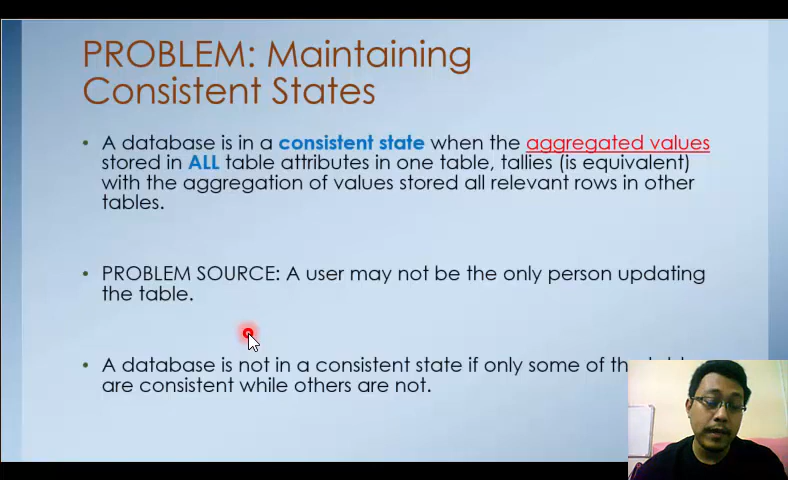 PROBLEM: Maintaining
Consistent States
• A database is in a consistent state when the aggregated values
stored in ALL table attributes in one table, tallies (is equivalent)
with the aggregation of values stored all relevant rows in other
tables.
• PROBLEM SOURCE: A user may not be the only person updating
the table.
• A database is not in a consistent state if only some of the
are consistent while others are not.